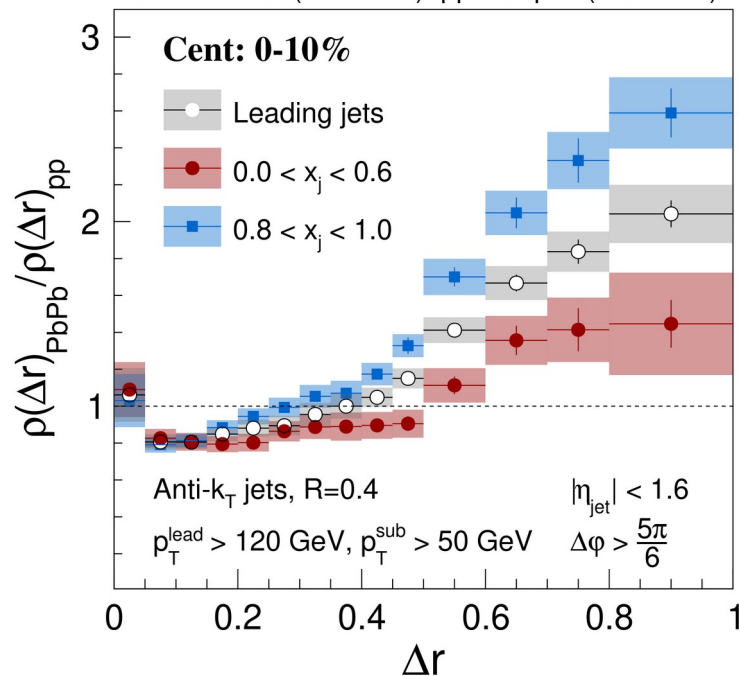 Cent: 0-10%
Leading jets
0.0 < x_j < 0.6
0.8 < x_j < 1.0
ρ(Δr)_PbPb/ρ(Δr)_pp
3
2
1
Anti-k_T jets, R=0.4
|η_jet| < 1.6
p_T^lead > 120 GeV, p_T^sub > 50 GeV
Δφ > 5π/6
0 0.2 0.4 0.6 0.8 1
Δr